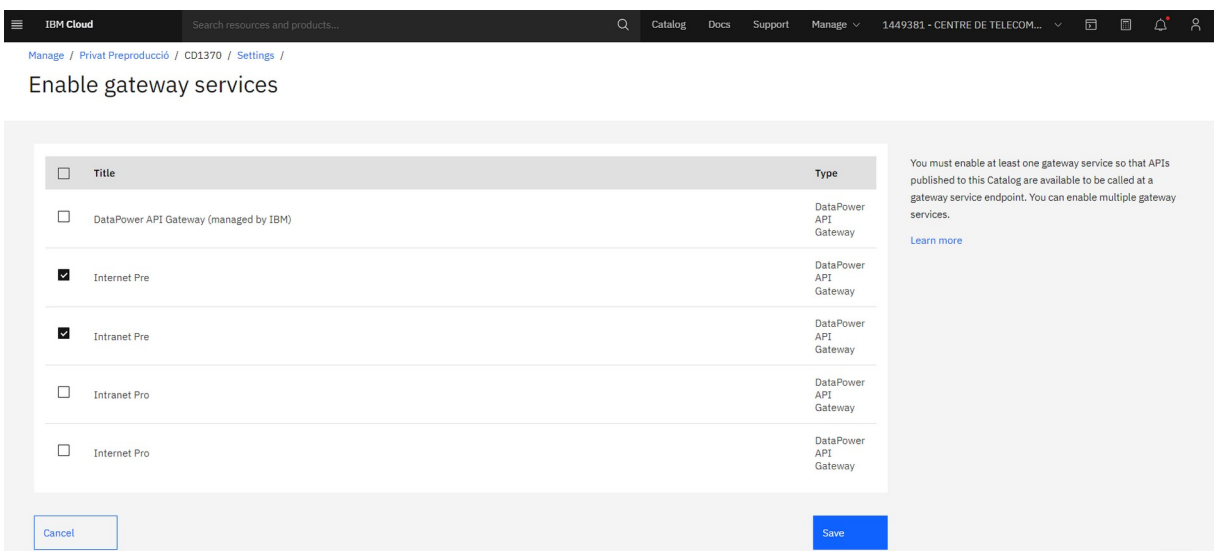 IBM Cloud
Search resources and products...
Catalog Docs Support Manage 1449381 - CENTRE DE TELECOM...
Manage / Privat Preproducció / CD1370 / Settings /
Enable gateway services
Title Type
DataPower API Gateway (managed by IBM) DataPower
API
Gateway
Internet Pre DataPower
API
Gateway
Intranet Pre DataPower
API
Gateway
Intranet Pro DataPower
API
Gateway
Internet Pro DataPower
API
Gateway
You must enable at least one gateway service so that APIs
published to this Catalog are available to be called at a
gateway service endpoint. You can enable multiple gateway
services.
Learn more
Cancel Save